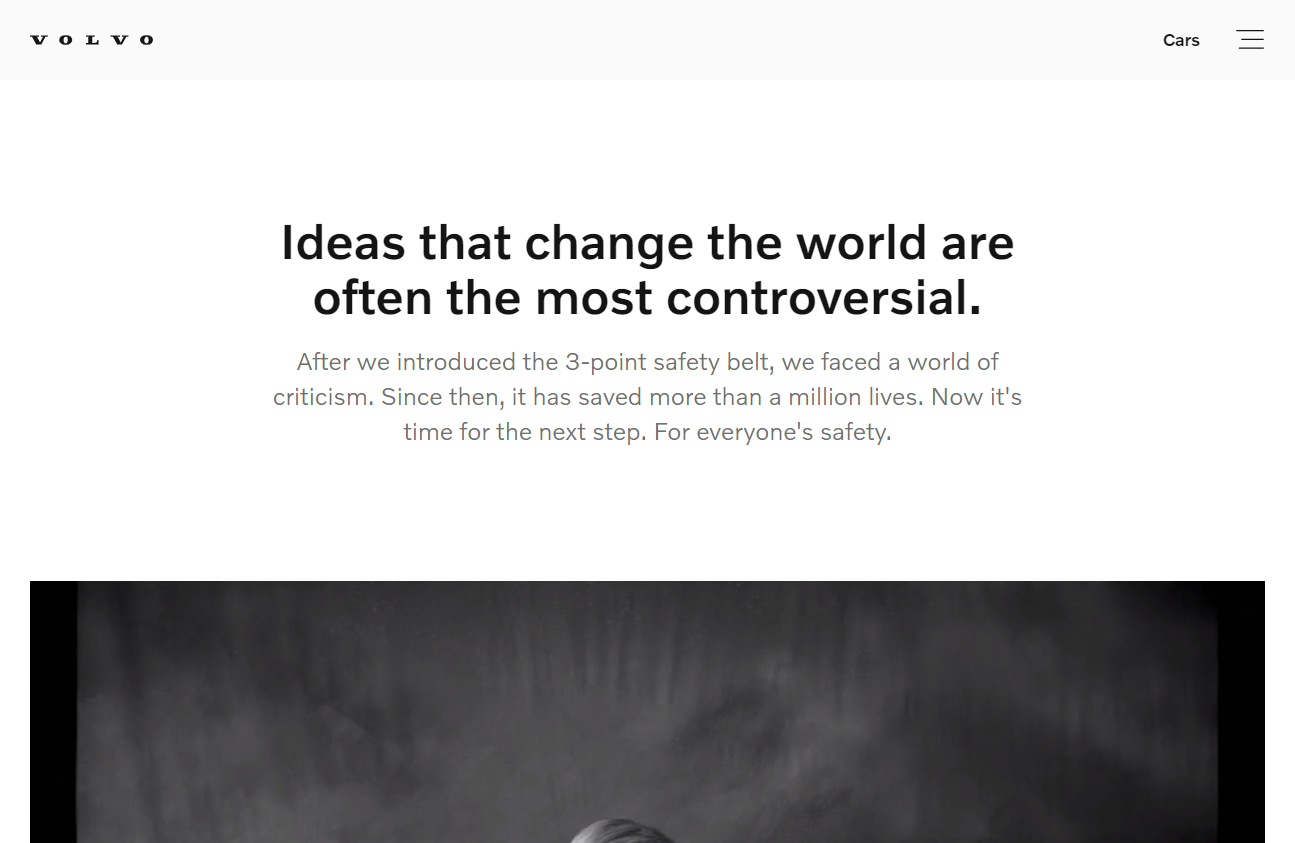 VOLVO
Cars
Ideas that change the world are
often the most controversial.
After we introduced the 3-point safety belt, we faced a world of
criticism. Since then, it has saved more than a million lives. Now it's
time for the next step. For everyone's safety.